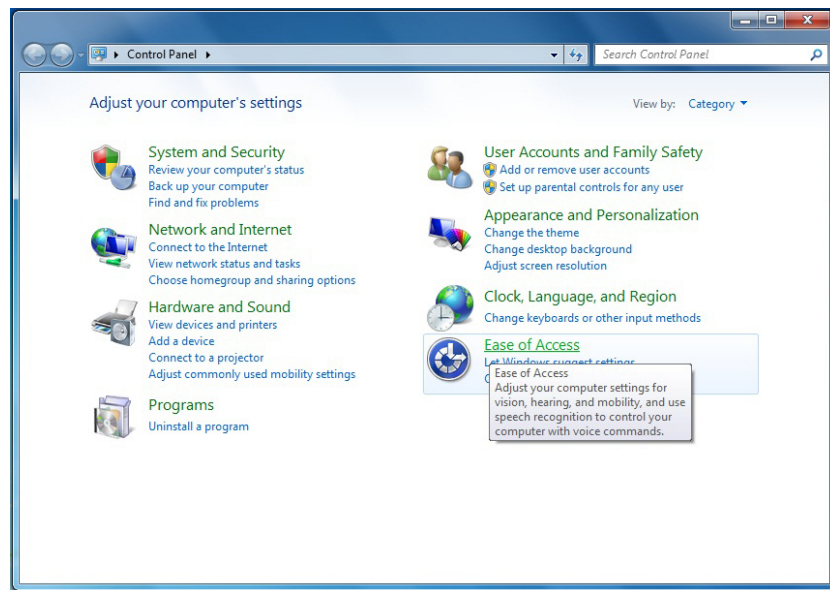 Control Panel
Search Control Panel
Adjust your computer's settings
View by: Category
System and Security
Review your computer's status
Back up your computer
Find and fix problems
Network and Internet
Connect to the Internet
View network status and tasks
Choose homegroup and sharing options
Hardware and Sound
View devices and printers
Add a device
Connect to a projector
Adjust commonly used mobility settings
Programs
Uninstall a program
User Accounts and Family Safety
Add or remove user accounts
Set up parental controls for any user
Appearance and Personalization
Change the theme
Change desktop background
Adjust screen resolution
Clock, Language, and Region
Change keyboards or other input methods
Ease of Access
Let Windows suggest settings
Ease of Access
Adjust your computer settings for
vision, hearing, and mobility, and use
speech recognition to control your
computer with voice commands.